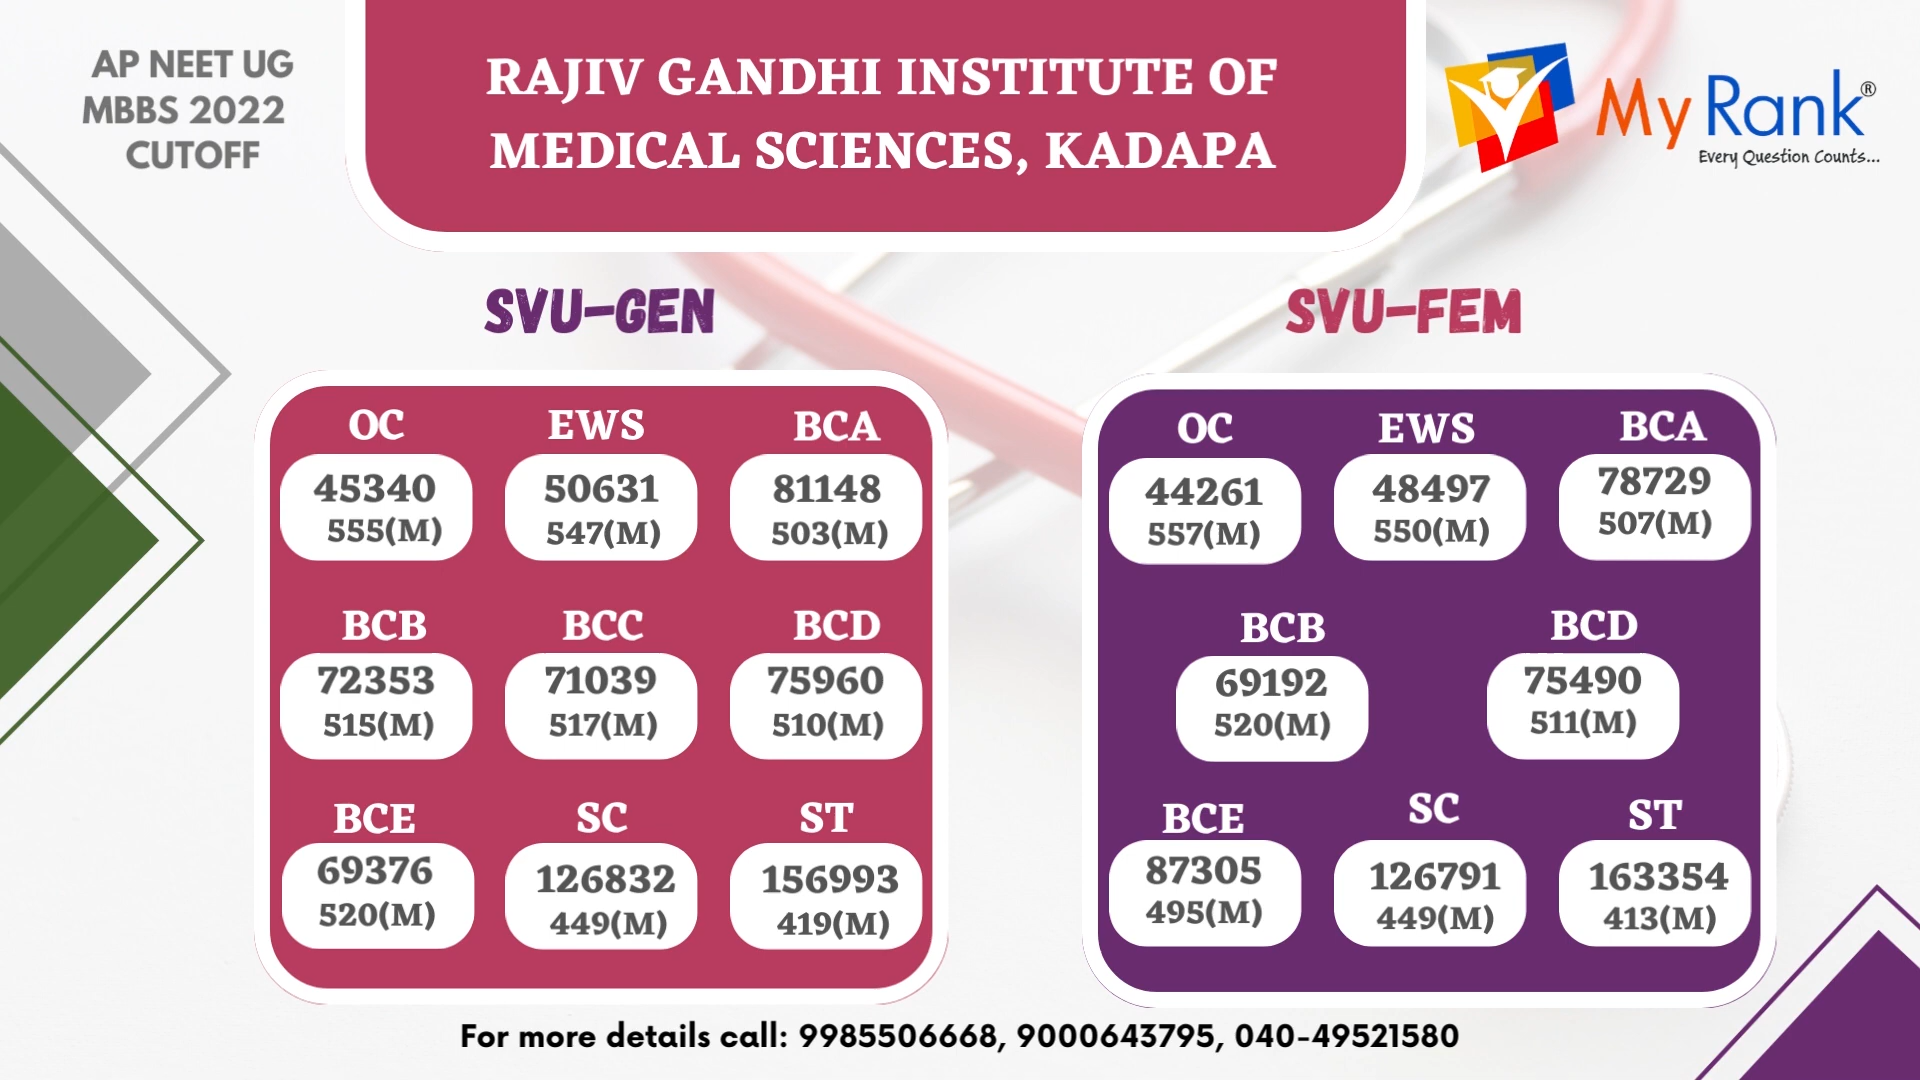 AP NEET UG
MBBS 2022
CUTOFF
RAJIV GANDHI INSTITUTE OF
MEDICAL SCIENCES, KADAPA
My Rank®
Every Question Counts...
SVU-GEN
OC EWS BCA
45340 50631 81148
555(M) 547(M) 503(M)
BCB BCC BCD
72353 71039 75960
515(M) 517(M) 510(M)
BCE SC ST
69376 126832 156993
520(M) 449(M) 419(M)
SVU-FEM
OC EWS BCA
44261 48497 78729
557(M) 550(M) 507(M)
BCB BCD
69192 75490
520(M) 511(M)
BCE SC ST
87305 126791 163354
495(M) 449(M) 413(M)
For more details call: 9985506668, 9000643795, 040-49521580